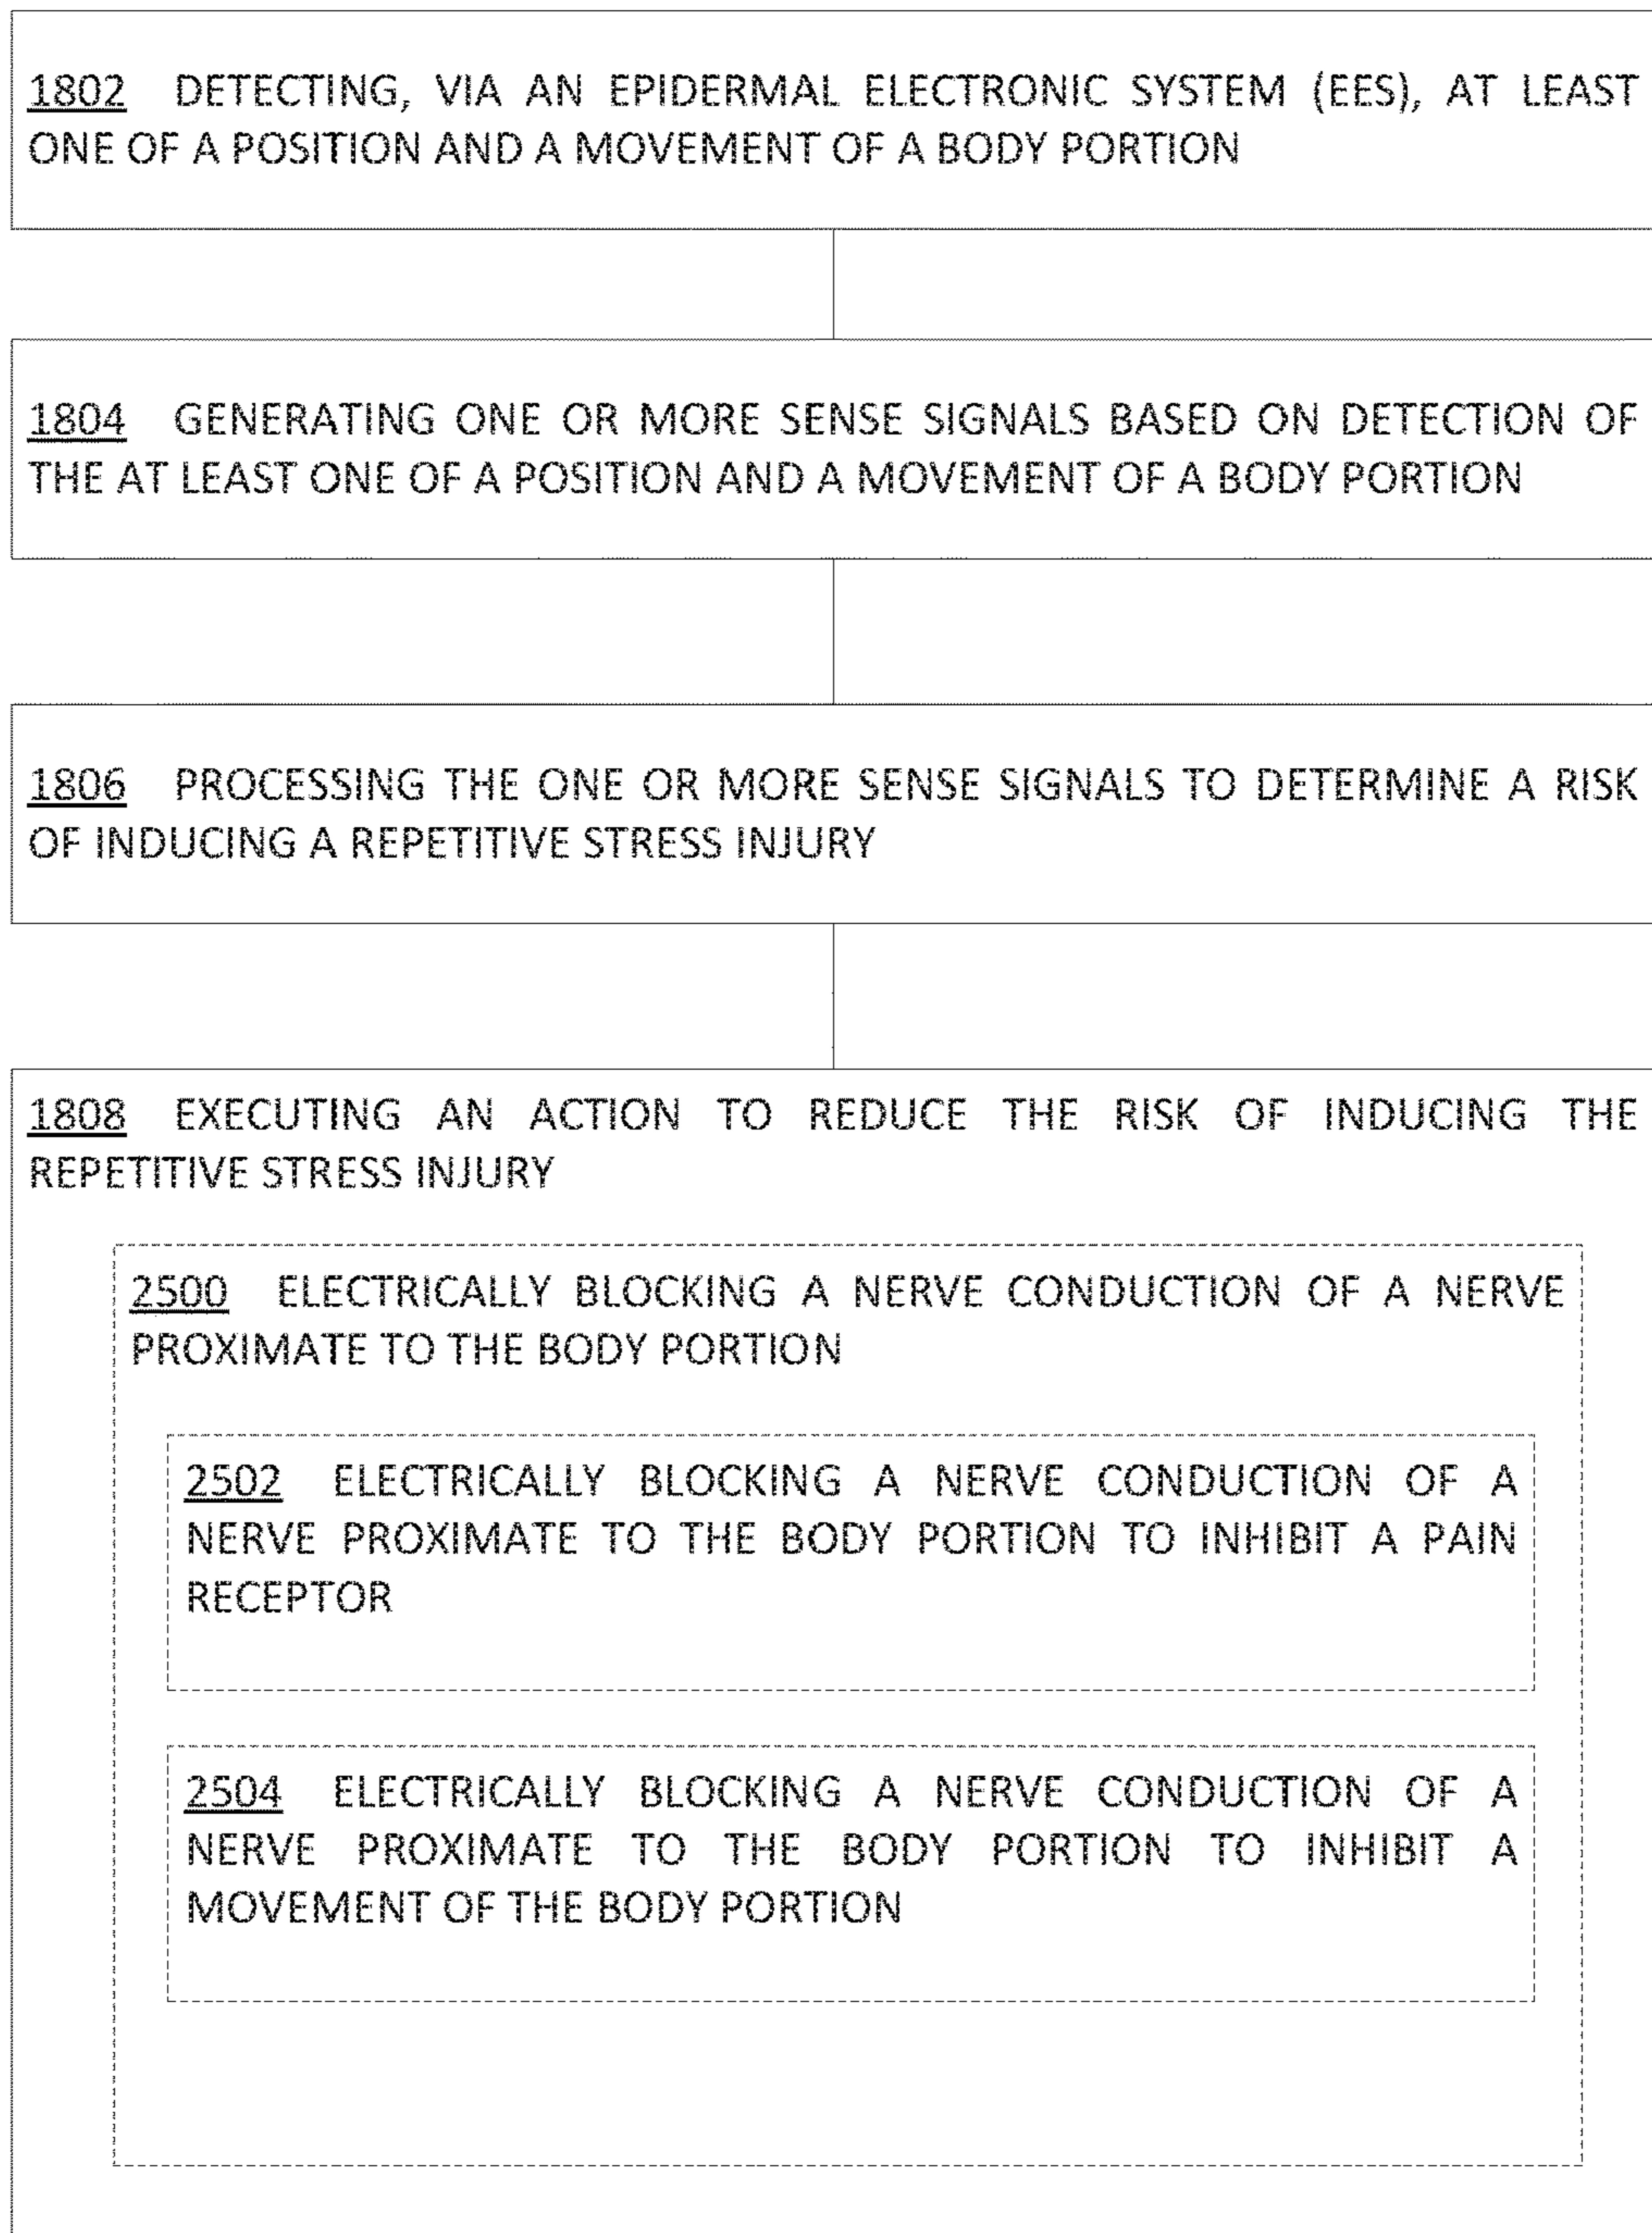 1802 DETECTING, VIA AN EPIDERMAL ELECTRONIC SYSTEM (EES), AT LEAST
ONE OF A POSITION AND A MOVEMENT OF A BODY PORTION
1804 GENERATING ONE OR MORE SENSE SIGNALS BASED ON DETECTION OF
THE AT LEAST ONE OF A POSITION AND A MOVEMENT OF A BODY PORTION
1806 PROCESSING THE ONE OR MORE SENSE SIGNALS TO DETERMINE A RISK
OF INDUCING A REPETITIVE STRESS INJURY
1808 EXECUTING AN ACTION TO REDUCE THE RISK OF INDUCING THE
REPETITIVE STRESS INJURY
2500 ELECTRICALLY BLOCKING A NERVE CONDUCTION OF A NERVE
PROXIMATE TO THE BODY PORTION
2502 ELECTRICALLY BLOCKING A NERVE CONDUCTION OF A
NERVE PROXIMATE TO THE BODY PORTION TO INHIBIT A PAIN
RECEPTOR
2504 ELECTRICALLY BLOCKING A NERVE CONDUCTION OF A
NERVE PROXIMATE TO THE BODY PORTION TO INHIBIT A
MOVEMENT OF THE BODY PORTION